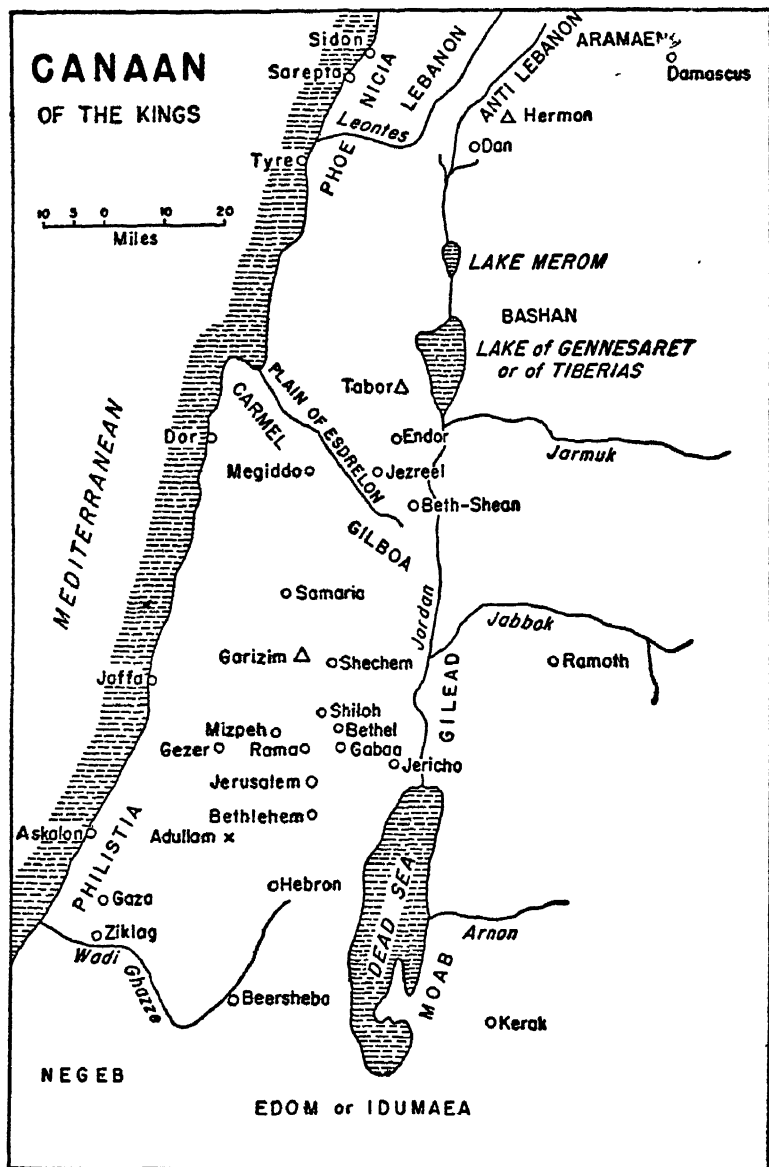 CANAAN
OF THE KINGS
10 5 0 10 20
Miles
Sidon
Sarepta
Tyre
PHOE NICIA
LEBANON
Leontes
ANTI LEBANON
ARAMAENS
Damascus
Hermon
Dan
LAKE MEROM
BASHAN
LAKE of GENNESARET
or of TIBERIAS
Tabor
CARMEL
PLAIN OF ESDRELON
Dor
Endor
Jarmuk
Megiddo
Jezreel
Beth-Shean
GILBOA
MEDITERRANEAN
Samaria
Jordan
Jabbok
Garizim
Shechem
Ramoth
Jaffa
GILEAD
Shiloh
Mizpeh
Bethel
Gezer
Rama
Gabaa
Jericho
Jerusalem
Bethlehem
Askalon
PHILISTIA
Adullam
Hebron
DEAD SEA
Gaza
Ziklag
Arnon
Wadi Ghazze
MOAB
Beersheba
Kerak
NEGEB
EDOM or IDUMAEA